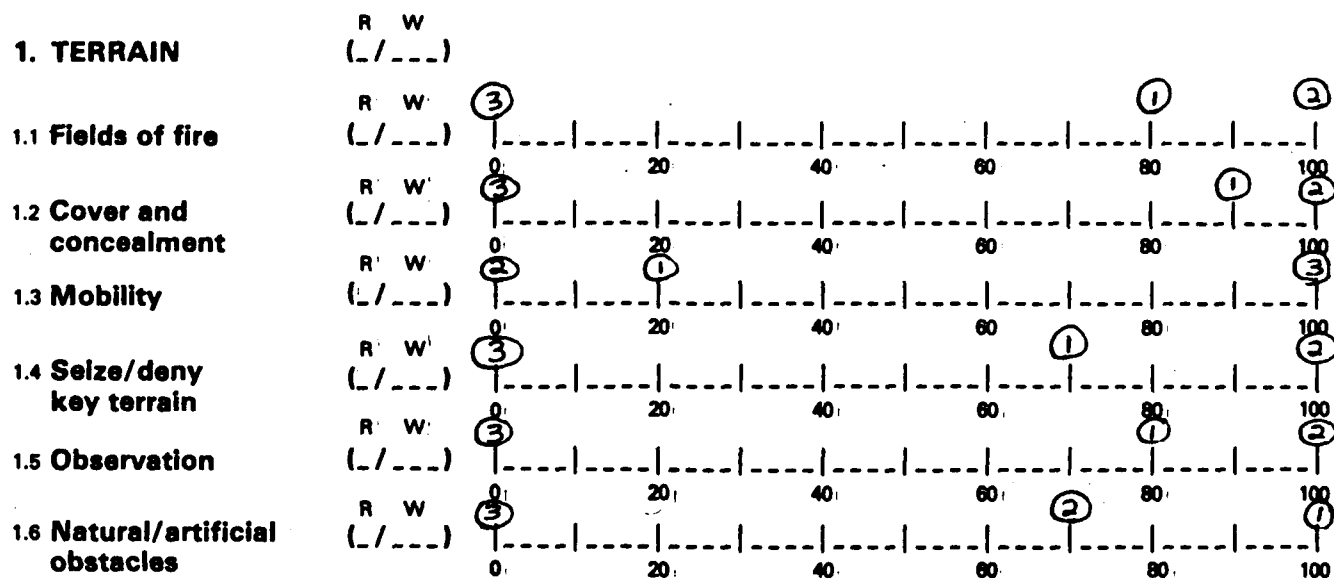 R W
1. TERRAIN (_/___)
R W 3 1 2
1.1 Fields of fire (_/___)
0 20 40 60 80 100
R W 3 1 2
1.2 Cover and (_/___)
concealment 0 20 40 60 80 100
R W 2 1 3
1.3 Mobility (_/___)
0 20 40 60 80 100
R W 3 1 2
1.4 Seize/deny (_/___)
key terrain 0 20 40 60 80 100
R W 3 1 2
1.5 Observation (_/___)
0 20 40 60 80 100
R W 3 2 1
1.6 Natural/artificial (_/___)
obstacles 0 20 40 60 80 100